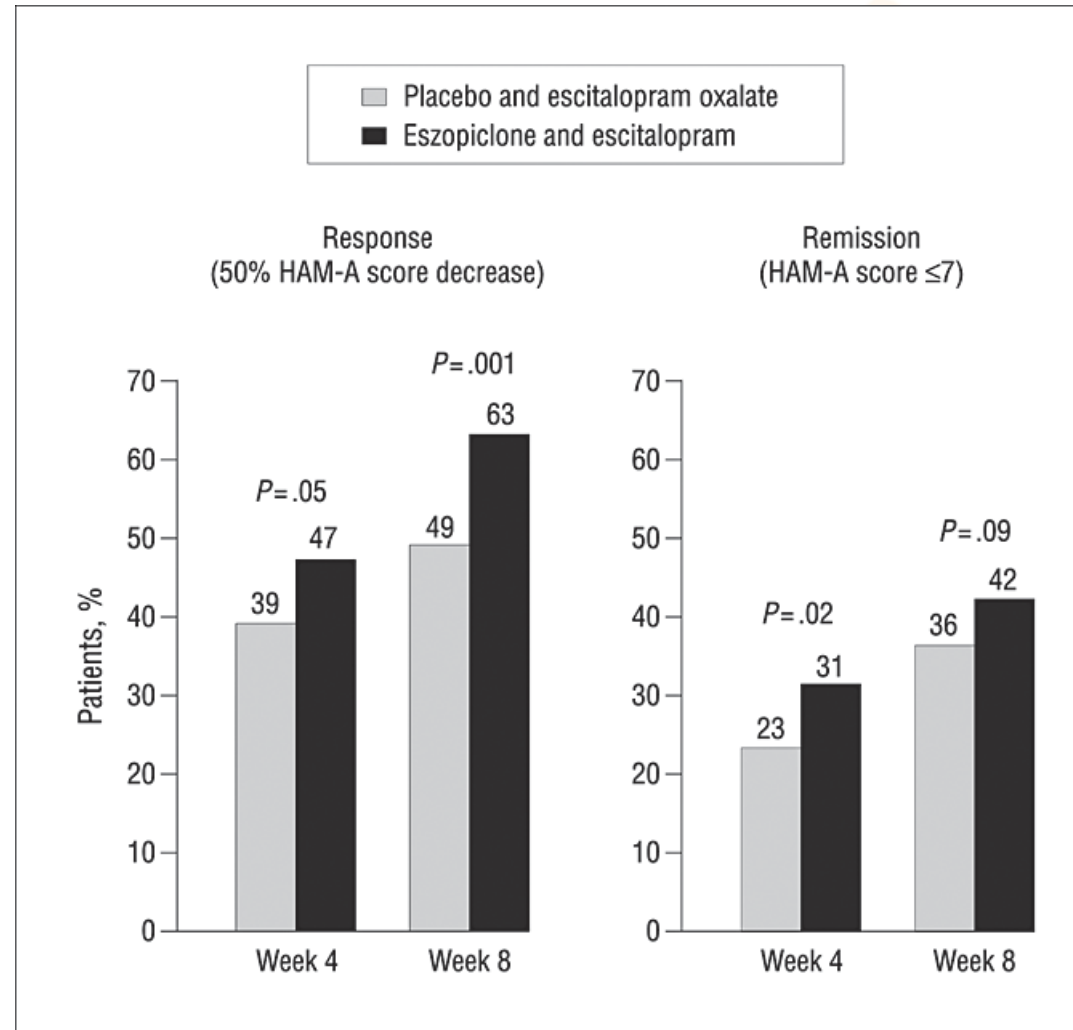 Placebo and escitalopram oxalate
Eszopiclone and escitalopram
Response
(50% HAM-A score decrease)
Patients, %
70
60
50
40
30
20
10
0
P=.05
39
47
P=.001
49
63
Week 4
Week 8
Remission
(HAM-A score ≤7)
70
60
50
40
30
20
10
0
P=.02
23
31
P=.09
36
42
Week 4
Week 8